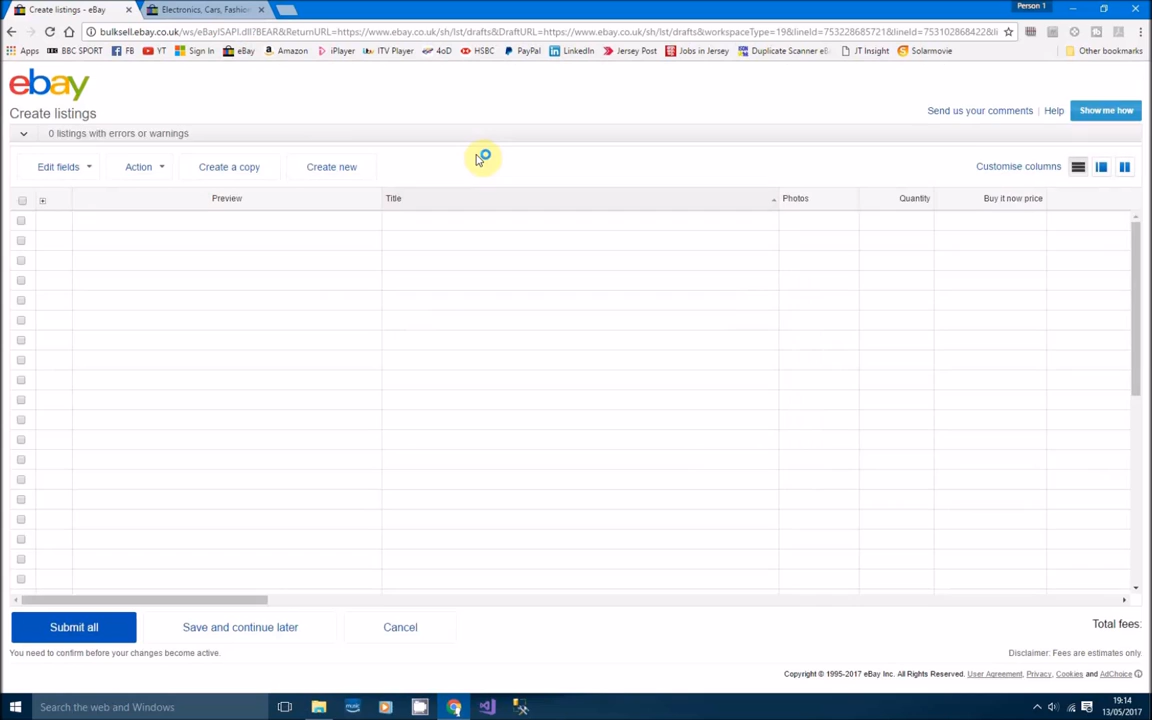 Create listings - eBay
Electronics, Cars, Fashion
Person 1
bulksell.ebay.co.uk/ws/eBayISAPI.dll?BEAR&ReturnURL=https://www.ebay.co.uk/sh/lst/drafts&DraftURL=https://www.ebay.co.uk/sh/lst/drafts&workspaceType=19&lineId=753228685721&lineId=753102868422&li
Apps BBC SPORT FB YT Sign In eBay Amazon iPlayer ITV Player 4oD HSBC PayPal LinkedIn Jersey Post Jobs in Jersey Duplicate Scanner eB JT Insight Solarmovie Other bookmarks
ebay
Create listings
Send us your comments | Help Show me how
0 listings with errors or warnings
Edit fields Action Create a copy Create new Customise columns
Preview Title Photos Quantity Buy it now price
Submit all Save and continue later Cancel Total fees:
You need to confirm before your changes become active. Disclaimer: Fees are estimates only.
Copyright © 1995-2017 eBay Inc. All Rights Reserved. User Agreement, Privacy, Cookies and AdChoice
Search the web and Windows
19:14
13/05/2017